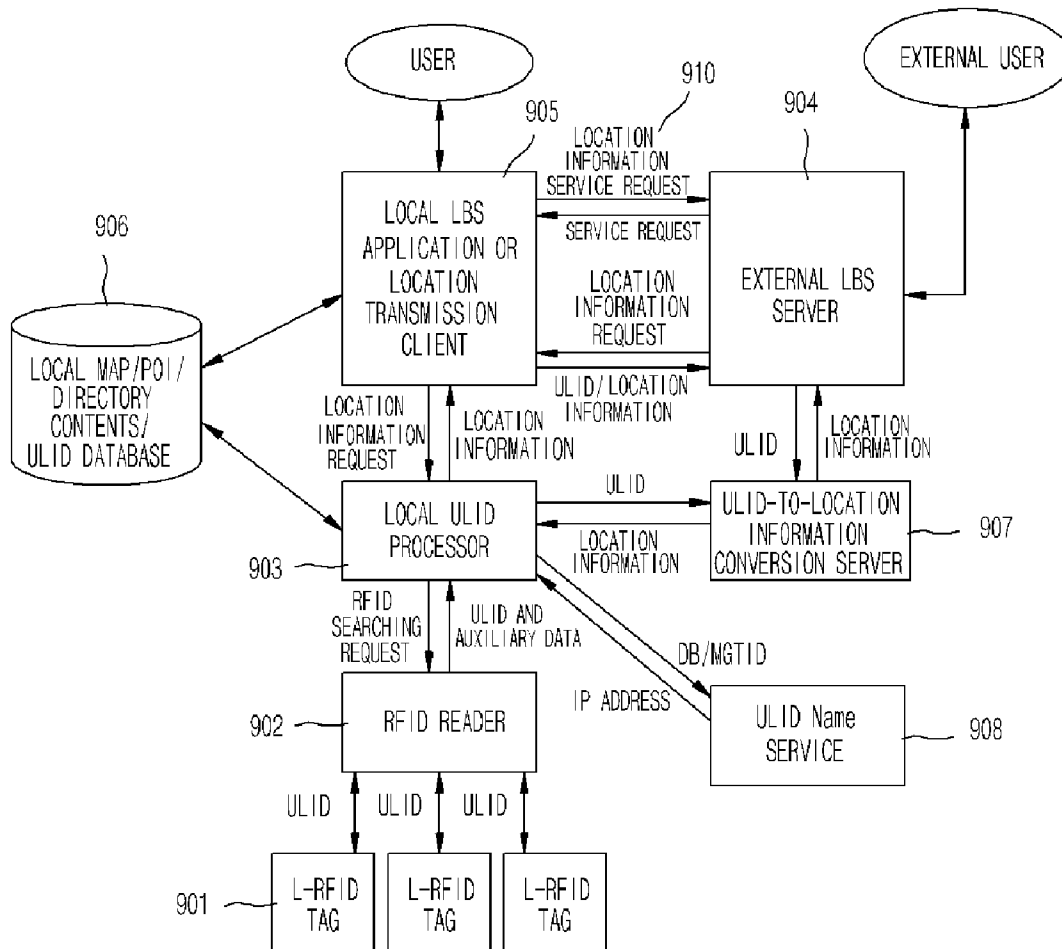 USER
EXTERNAL USER
910
905
904
LOCATION
INFORMATION
SERVICE REQUEST
SERVICE REQUEST
LOCAL LBS
APPLICATION OR
LOCATION
TRANSMISSION
CLIENT
LOCATION
INFORMATION
REQUEST
ULID/LOCATION
INFORMATION
EXTERNAL LBS
SERVER
906
LOCAL MAP/POI/
DIRECTORY
CONTENTS/
ULID DATABASE
LOCATION
INFORMATION
REQUEST
LOCATION
INFORMATION
ULID
LOCATION
INFORMATION
LOCAL ULID
PROCESSOR
903
ULID
LOCATION
INFORMATION
ULID-TO-LOCATION
INFORMATION
CONVERSION SERVER
907
RFID
SEARCHING
REQUEST
ULID AND
AUXILIARY DATA
DB/MGTID
IP ADDRESS
RFID READER
902
ULID Name
SERVICE
908
ULID
ULID
ULID
901
L-RFID
TAG
L-RFID
TAG
L-RFID
TAG